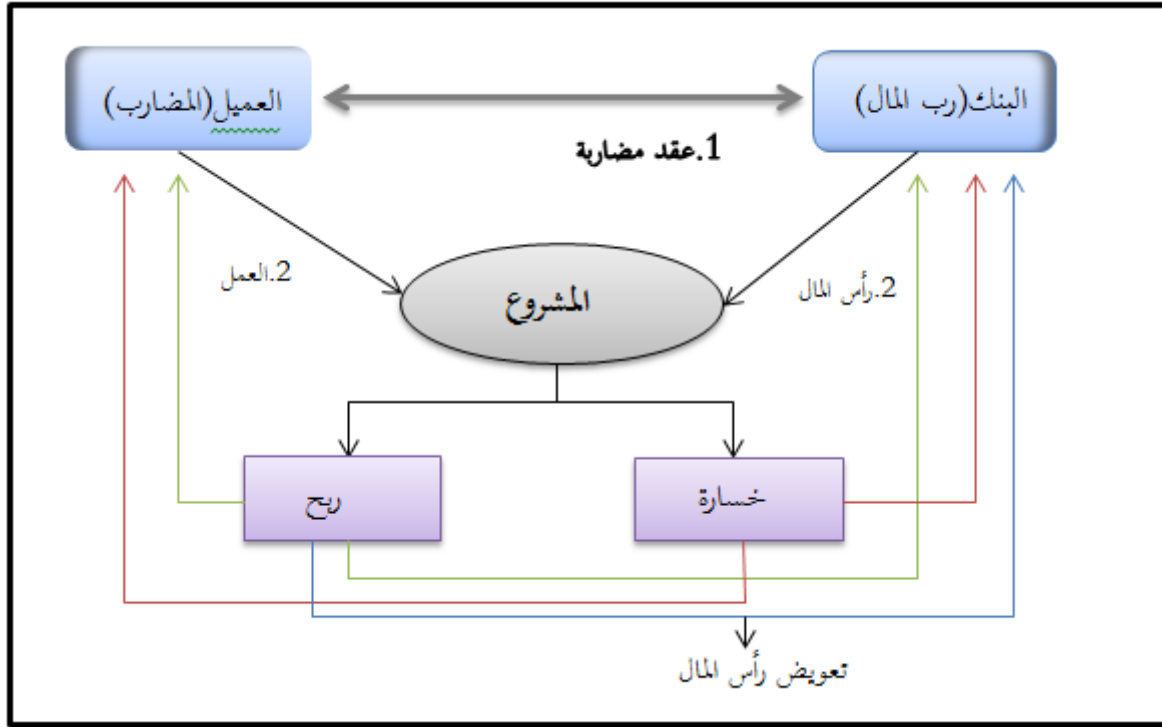 البنك(رب المال)
العميل(المضارب)
1.عقد مضاربة
2.رأس المال
2.العمل
المشروع
خسارة
ربح
تعويض رأس المال